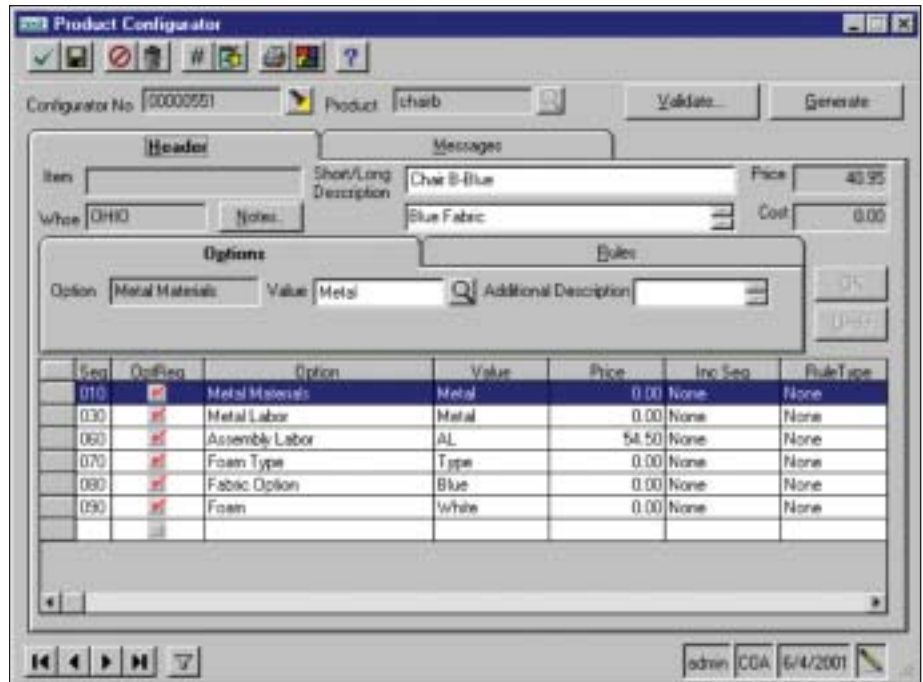 Product Configurator
#
?
Configurator No 00000551 Product chairb Validate... Generate
Header Messages
Item Short/Long Description Chair B-Blue Price 40.95
Whse OHIO Notes... Blue Fabric Cost 0.00
Options Rules
Option Metal Materials Value Metal Additional Description OK
Seq OptReq Option Value Price Inc Seq RuleType
010 Metal Materials Metal 0.00 None None
030 Metal Labor Metal 0.00 None None
060 Assembly Labor AL 54.50 None None
070 Foam Type Type 0.00 None None
080 Fabric Option Blue 0.00 None None
090 Foam White 0.00 None None
admin COA 6/4/2001